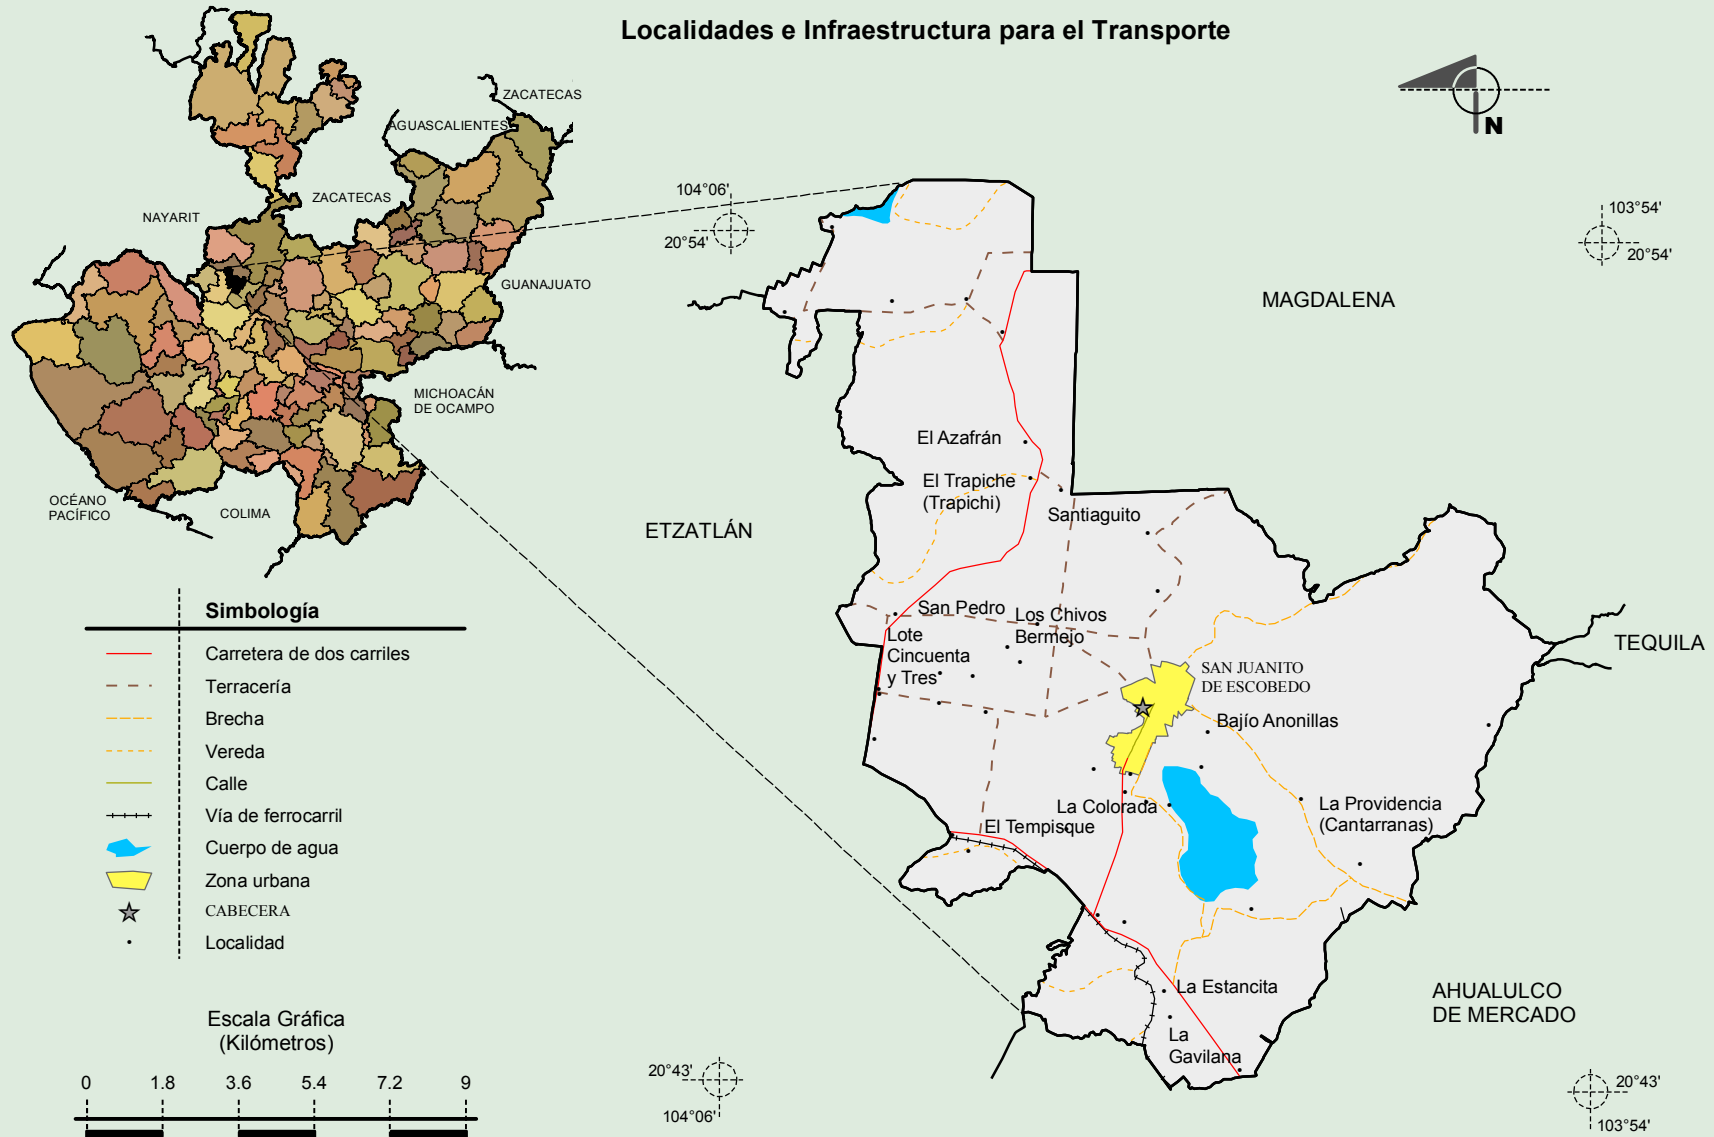 Localidades e Infraestructura para el Transporte
ZACATECAS
AGUASCALIENTES
ZACATECAS
NAYARIT
GUANAJUATO
MICHOACÁN
DE OCAMPO
OCÉANO
PACÍFICO
COLIMA
N
104°06'
20°54'
103°54'
20°54'
MAGDALENA
ETZATLÁN
TEQUILA
AHUALULCO
DE MERCADO
El Azafrán
El Trapiche
(Trapichi)
Santiaguito
San Pedro
Los Chivos
Bermejo
Lote
Cincuenta
y Tres
SAN JUANITO
DE ESCOBEDO
Bajío Anonillas
La Colorada
El Tempisque
La Providencia
(Cantarranas)
La Estancita
La
Gavilana
Simbología
Carretera de dos carriles
Terracería
Brecha
Vereda
Calle
Vía de ferrocarril
Cuerpo de agua
Zona urbana
CABECERA
Localidad
Escala Gráfica
(Kilómetros)
0 1.8 3.6 5.4 7.2 9
20°43'
104°06'
20°43'
103°54'